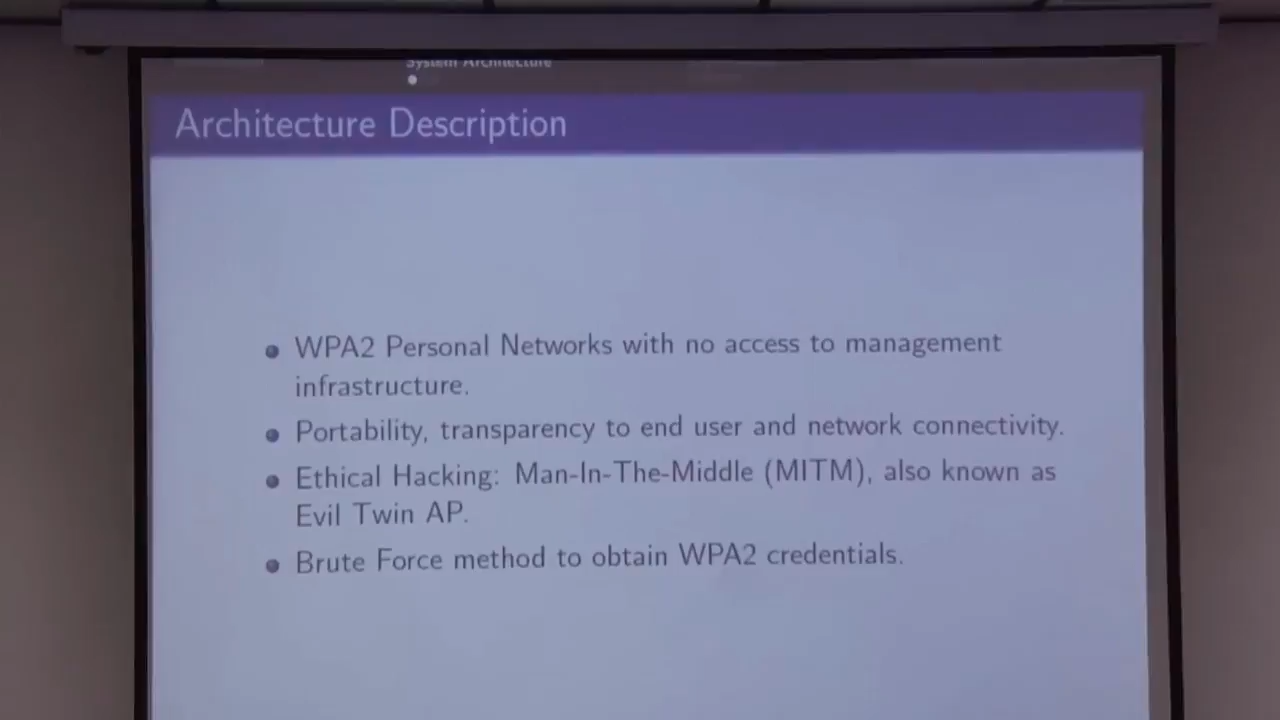 System Architecture
Architecture Description
WPA2 Personal Networks with no access to management
infrastructure.
Portability, transparency to end user and network connectivity.
Ethical Hacking: Man-In-The-Middle (MITM), also known as
Evil Twin AP.
Brute Force method to obtain WPA2 credentials.